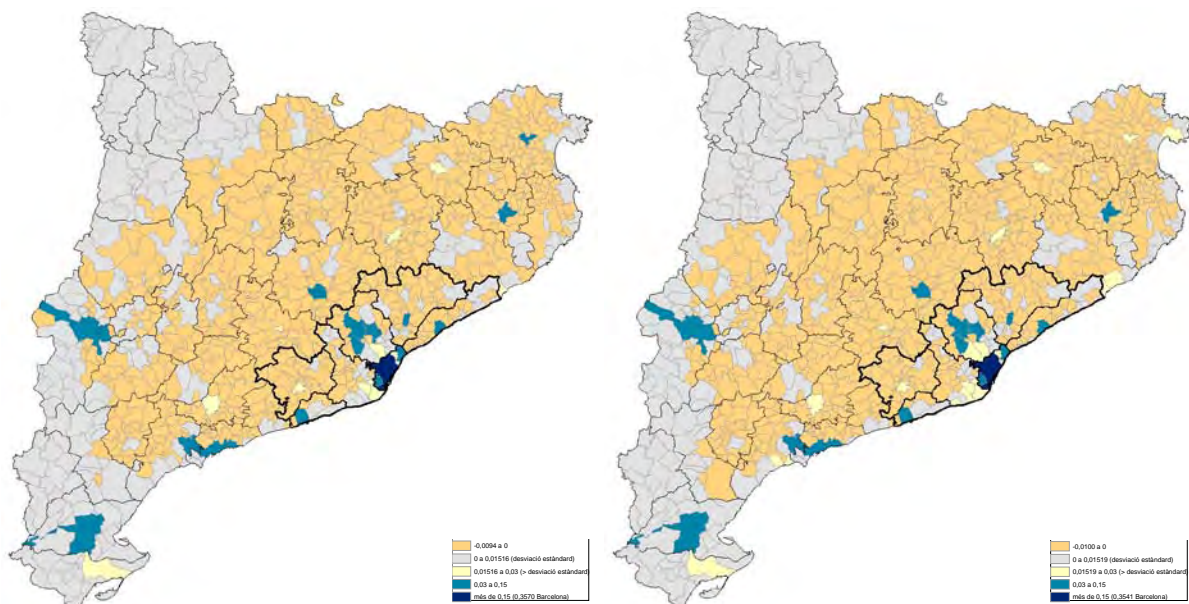 -0,0094 a 0
0 a 0,01516 (desviació estàndard)
0,01516 a 0,03 (> desviació estàndard)
0,03 a 0,15
més de 0,15 (0,3570 Barcelona)
-0,0100 a 0
0 a 0,01519 (desviació estàndard)
0,01519 a 0,03 (> desviació estàndard)
0,03 a 0,15
més de 0,15 (0,3541 Barcelona)